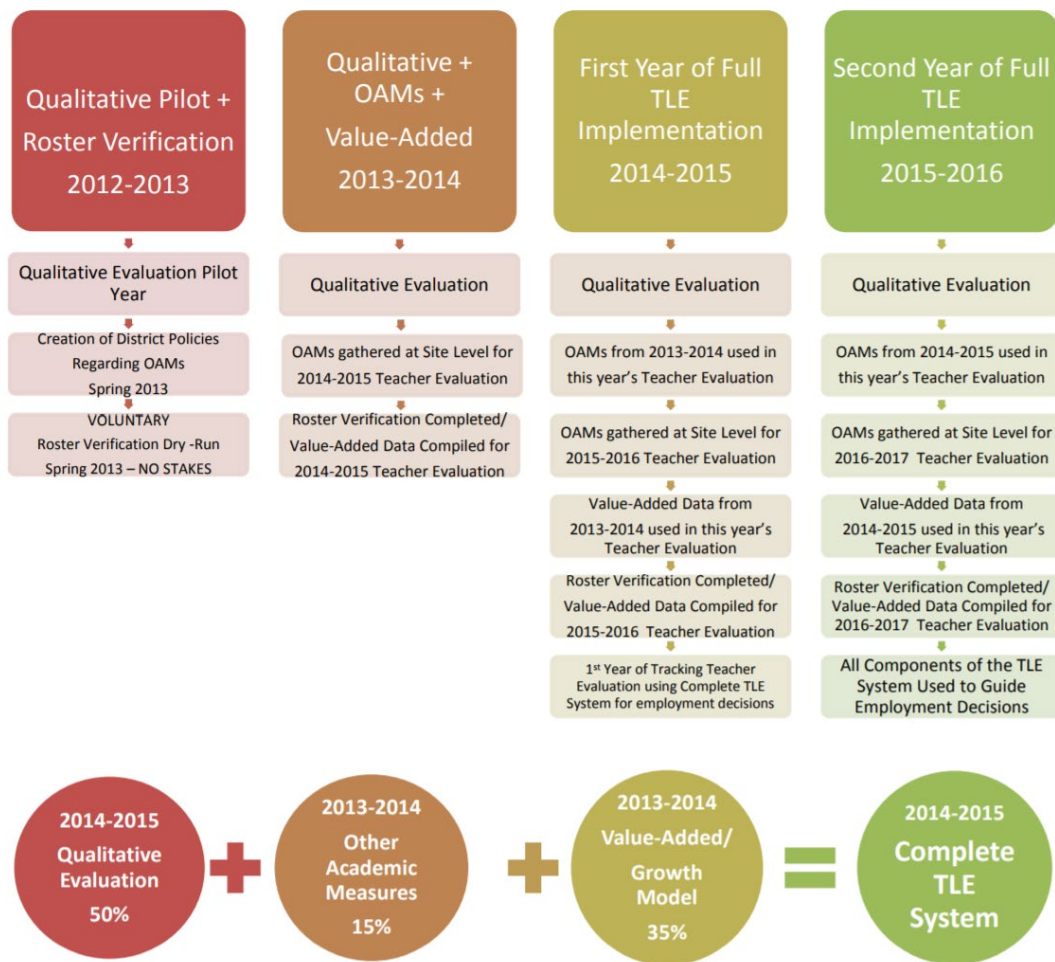 Qualitative Pilot +
Roster Verification
2012-2013
Qualitative Evaluation Pilot
Year
Creation of District Policies
Regarding OAMs
Spring 2013
VOLUNTARY
Roster Verification Dry -Run
Spring 2013 – NO STAKES
Qualitative +
OAMs +
Value-Added
2013-2014
Qualitative Evaluation
OAMs gathered at Site Level for
2014-2015 Teacher Evaluation
Roster Verification Completed/
Value-Added Data Compiled for
2014-2015 Teacher Evaluation
First Year of Full
TLE
Implementation
2014-2015
Qualitative Evaluation
OAMs from 2013-2014 used in
this year's Teacher Evaluation
OAMs gathered at Site Level for
2015-2016 Teacher Evaluation
Value-Added Data from
2013-2014 used in this year's
Teacher Evaluation
Roster Verification Completed/
Value-Added Data Compiled for
2015-2016 Teacher Evaluation
1st Year of Tracking Teacher
Evaluation using Complete TLE
System for employment decisions
Second Year of Full
TLE
Implementation
2015-2016
Qualitative Evaluation
OAMs from 2014-2015 used in
this year's Teacher Evaluation
OAMs gathered at Site Level for
2016-2017 Teacher Evaluation
Value-Added Data from
2014-2015 used in this year's
Teacher Evaluation
Roster Verification Completed/
Value-Added Data Compiled for
2016-2017 Teacher Evaluation
All Components of the TLE
System Used to Guide
Employment Decisions
2014-2015
Qualitative
Evaluation
50%
+
2013-2014
Other
Academic
Measures
15%
+
2013-2014
Value-Added/
Growth
Model
35%
=
2014-2015
Complete
TLE
System